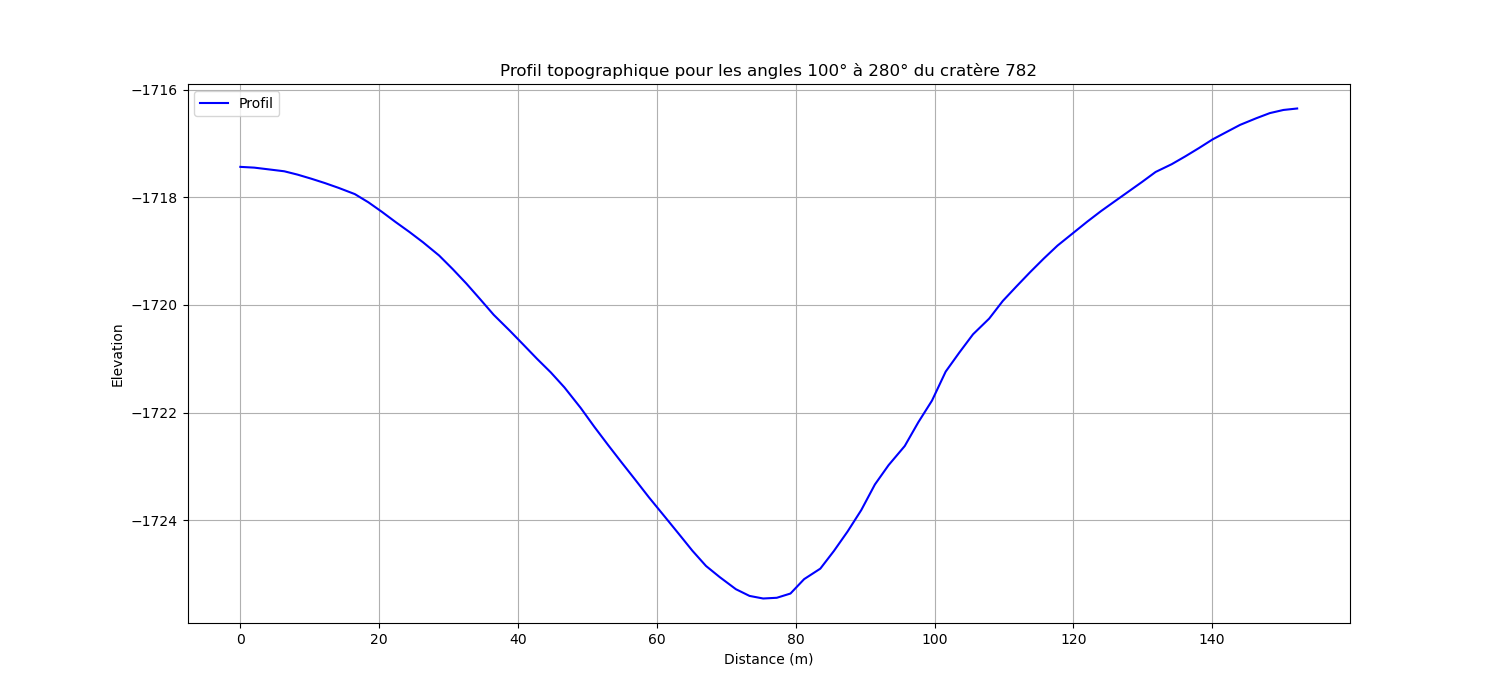 Profil topographique pour les angles 100° à 280° du cratère 782
Profil
−1716
−1718
−1720
−1722
−1724
Elevation
0 20 40 60 80 100 120 140
Distance (m)